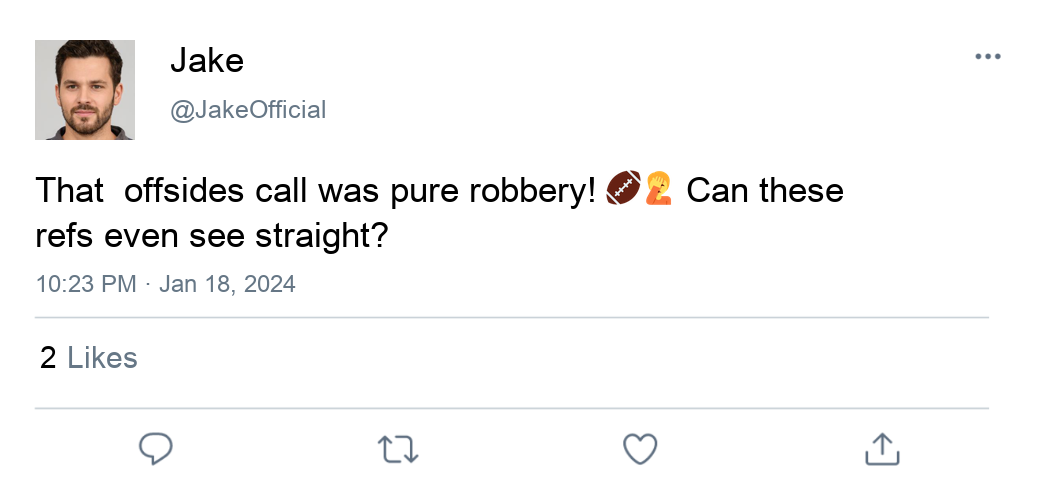 Jake
@JakeOfficial
That  offsides call was pure robbery! 🏈🤦 Can these
refs even see straight?
10:23 PM · Jan 18, 2024
2 Likes